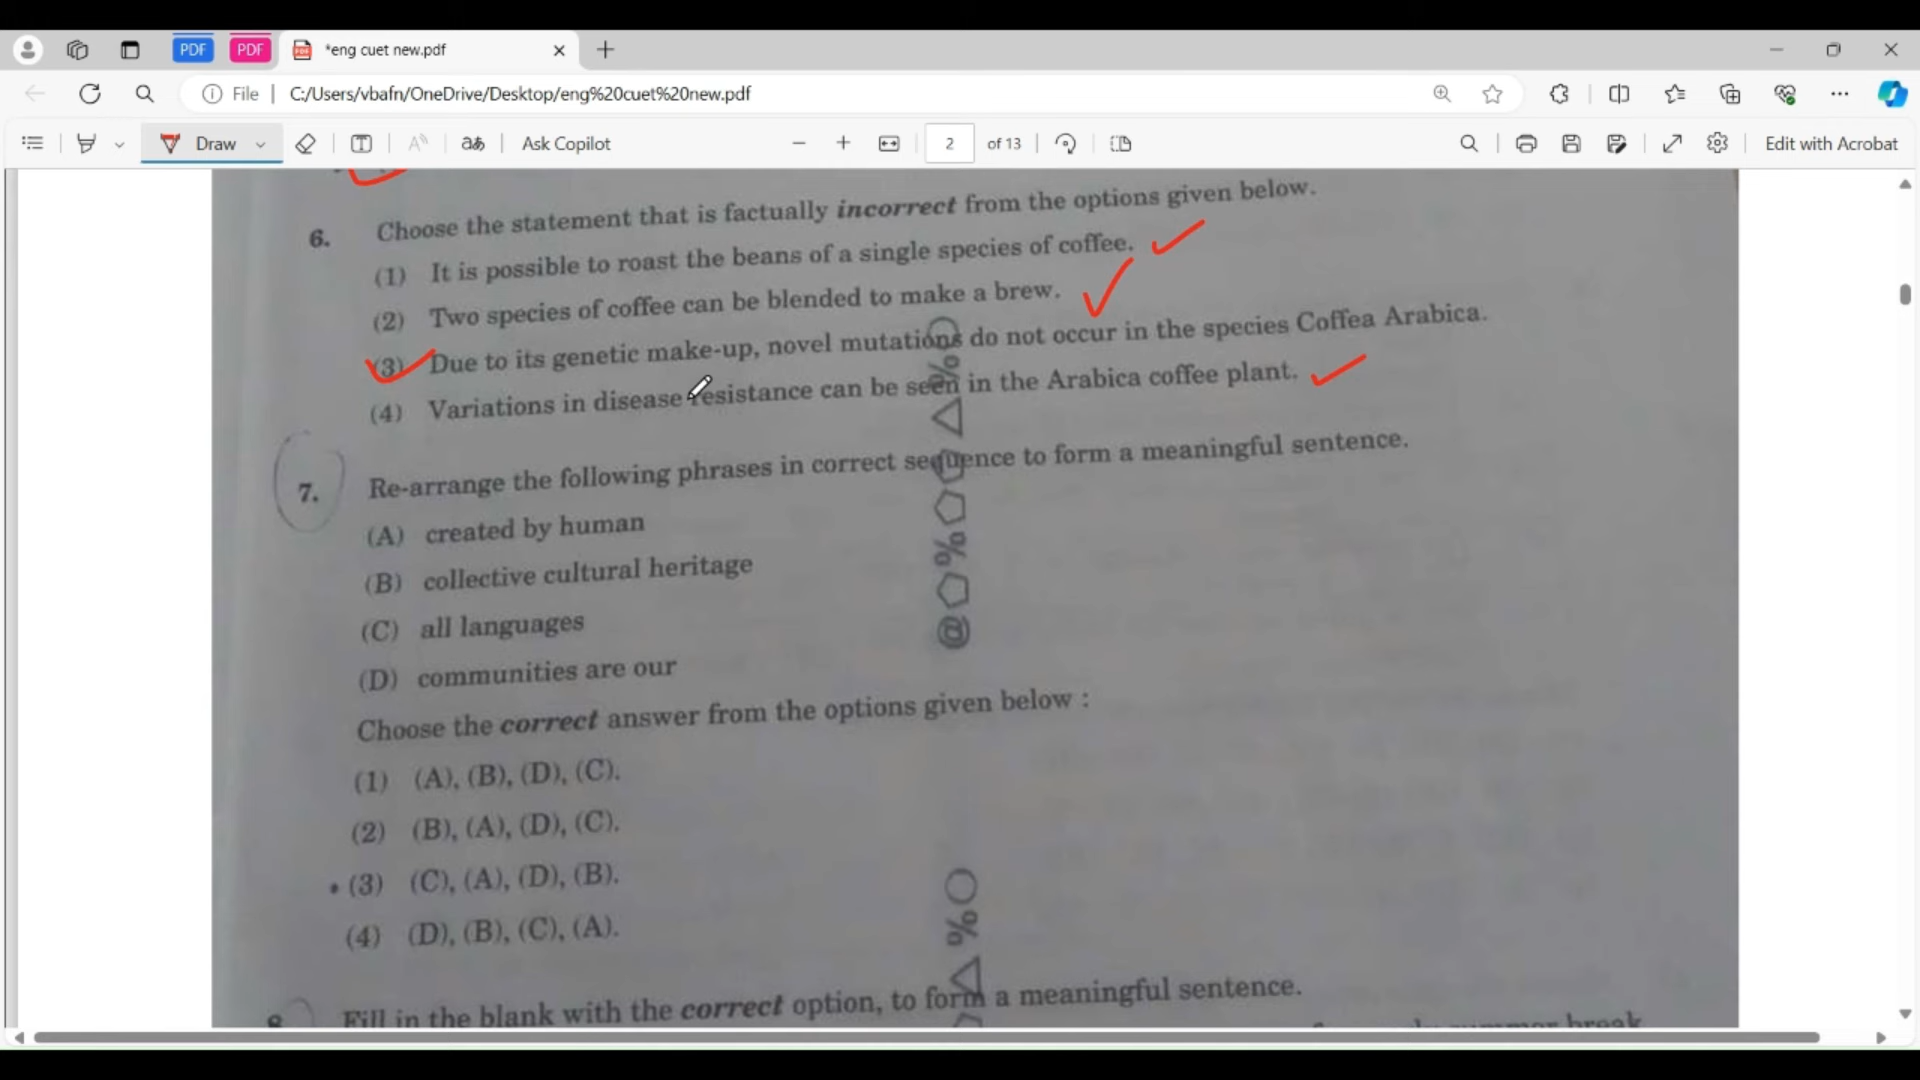 PDF
PDF
*eng cuet new.pdf
File
C:/Users/vbafn/OneDrive/Desktop/eng%20cuet%20new.pdf
Draw
aあ
Ask Copilot
2
of 13
Edit with Acrobat
6. Choose the statement that is factually incorrect from the options given below.
(1) It is possible to roast the beans of a single species of coffee.
(2) Two species of coffee can be blended to make a brew.
(3) Due to its genetic make-up, novel mutations do not occur in the species Coffea Arabica.
(4) Variations in disease resistance can be seen in the Arabica coffee plant.
7. Re-arrange the following phrases in correct sequence to form a meaningful sentence.
(A) created by human
(B) collective cultural heritage
(C) all languages
(D) communities are our
Choose the correct answer from the options given below :
(1) (A), (B), (D), (C).
(2) (B), (A), (D), (C).
(3) (C), (A), (D), (B).
(4) (D), (B), (C), (A).
Fill in the blank with the correct option, to form a meaningful sentence.
summer break